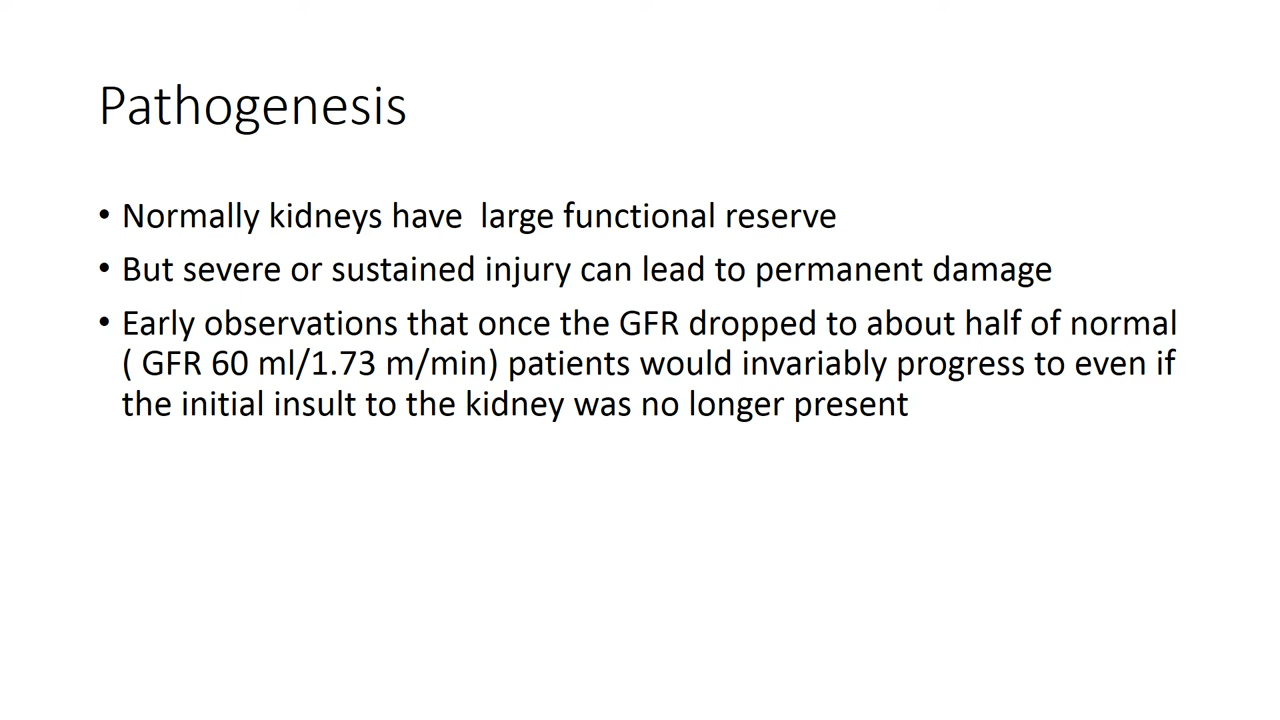 Pathogenesis
• Normally kidneys have  large functional reserve
• But severe or sustained injury can lead to permanent damage
• Early observations that once the GFR dropped to about half of normal
( GFR 60 ml/1.73 m/min) patients would invariably progress to even if
the initial insult to the kidney was no longer present